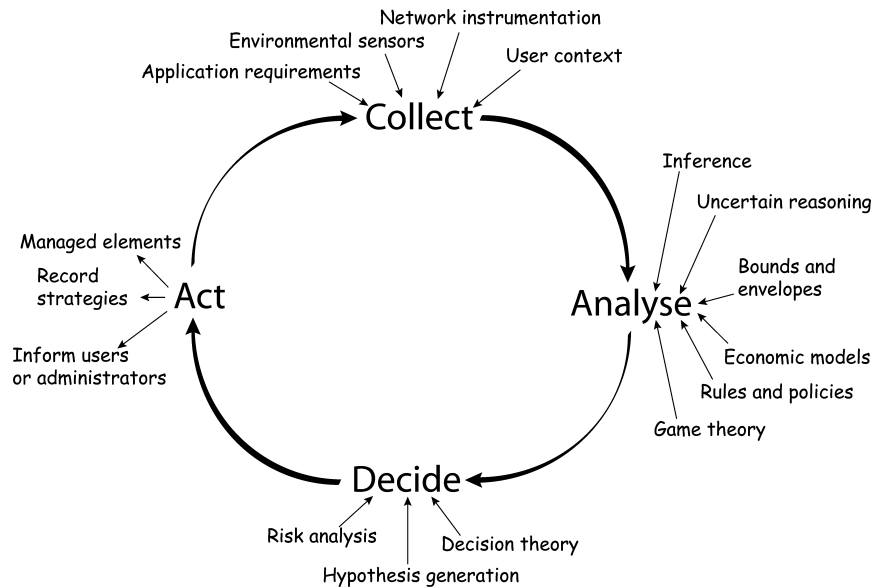 Network instrumentation
Environmental sensors
User context
Application requirements
Collect
Inference
Uncertain reasoning
Bounds and
envelopes
Analyse
Economic models
Rules and policies
Game theory
Decide
Risk analysis
Decision theory
Hypothesis generation
Act
Managed elements
Record
strategies
Inform users
or administrators